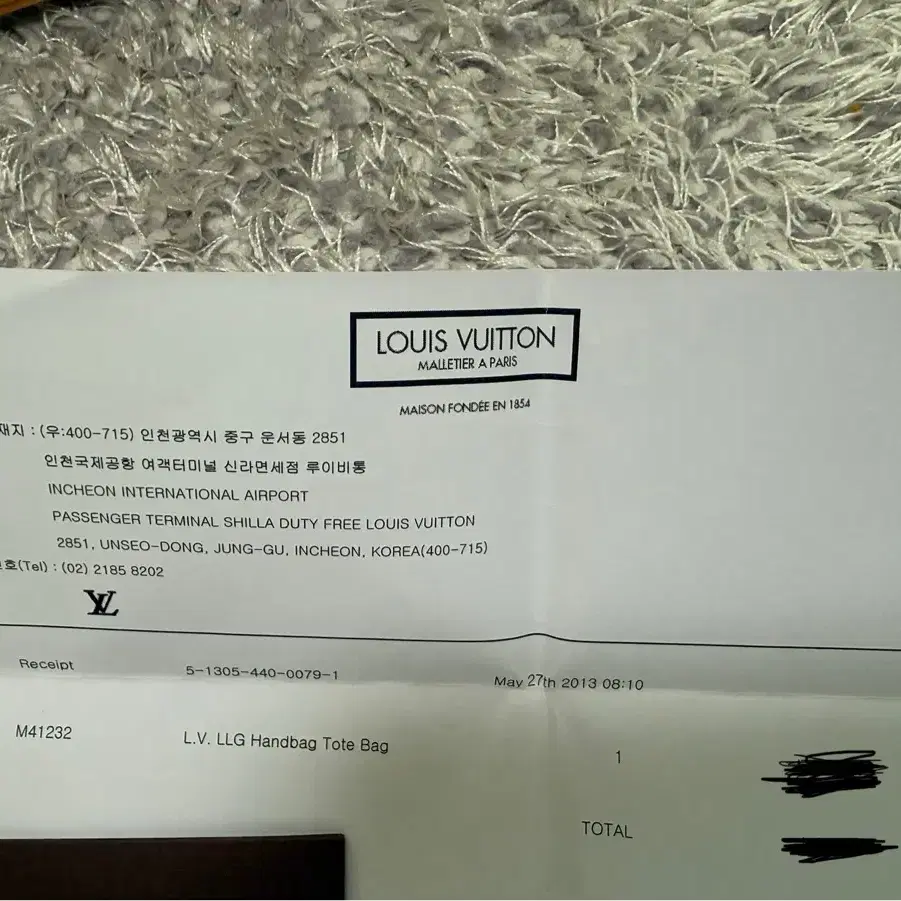 LOUIS VUITTON
MALLETIER A PARIS
MAISON FONDÉE EN 1854
재지 : (우:400-715) 인천광역시 중구 운서동 2851
인천국제공항 여객터미널 신라면세점 루이비통
INCHEON INTERNATIONAL AIRPORT
PASSENGER TERMINAL SHILLA DUTY FREE LOUIS VUITTON
2851, UNSEO-DONG, JUNG-GU, INCHEON, KOREA(400-715)
호(Tel) : (02) 2185 8202
LV
Receipt 5-1305-440-0079-1 May 27th 2013 08:10
M41232 L.V. LLG Handbag Tote Bag 1
TOTAL